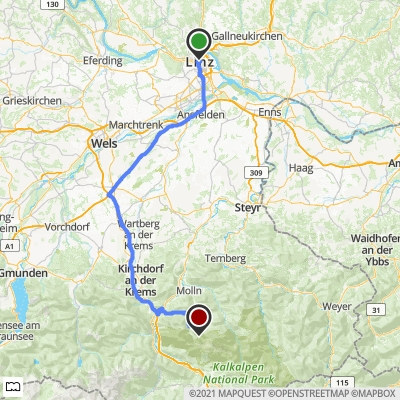 130
Gallneukirchen
Eferding
Linz
Grieskirchen
Ansfelden
Enns
Marchtrenk
Wels
309
Haag
Am
Steyr
Vorchdorf
Wartberg
an der
Krems
A1
Waidhofen
an der
Ybbs
Gmunden
Ternberg
Kirchdorf
an der
Krems
Molln
Weyer
31
ensee am
raunsee
Kalkalpen
National Park
115
©2021 MAPQUEST ©OPENSTREETMAP ©MAPBOX